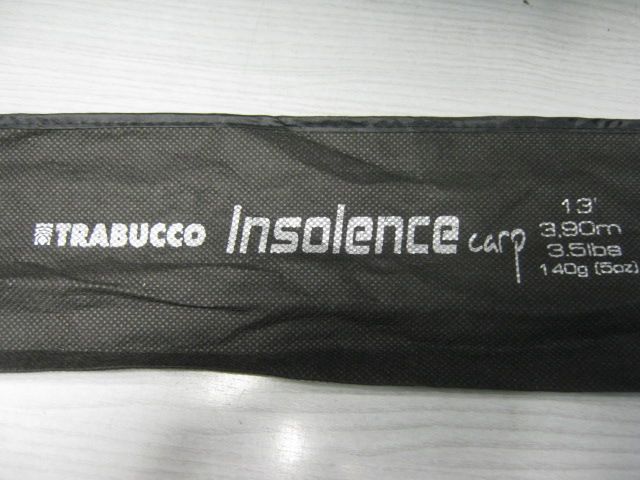 TRABUCCO Insolence carp
13'
3,90m
3.5lbs
140g (5oz)